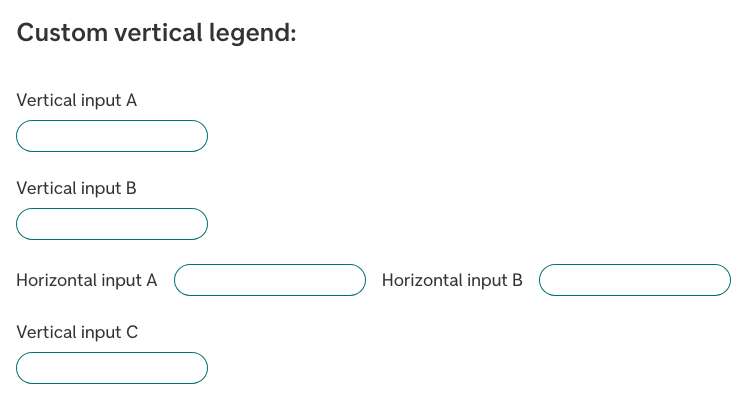 Custom vertical legend:
Vertical input A
Vertical input B
Horizontal input A Horizontal input B
Vertical input C